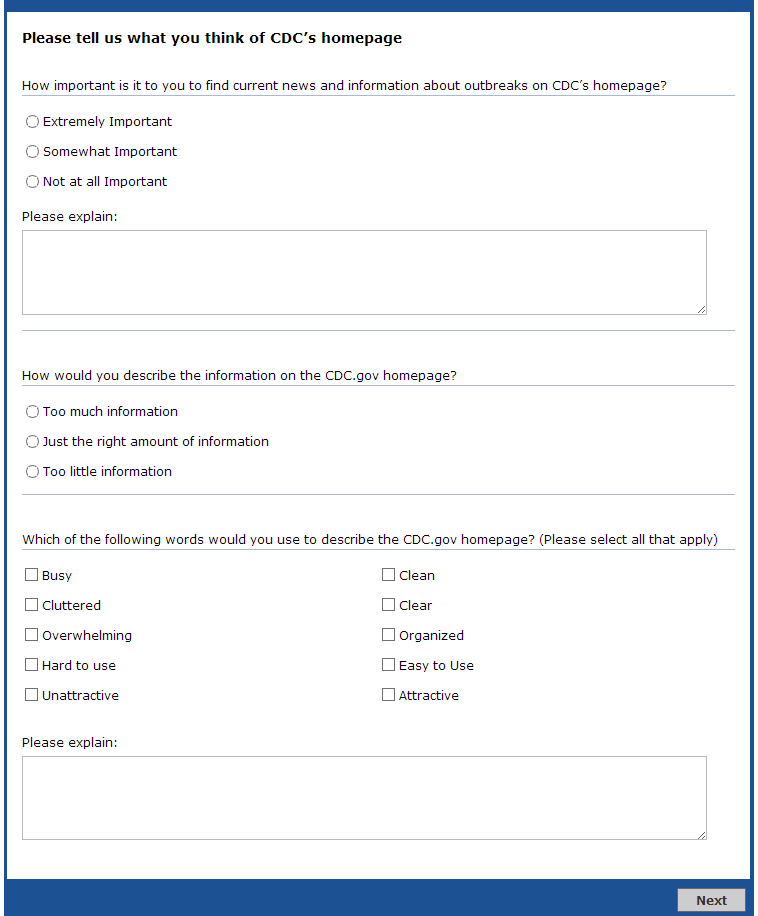 Please tell us what you think of CDC’s homepage
How important is it to you to find current news and information about outbreaks on CDC’s homepage?
Extremely Important
Somewhat Important
Not at all Important
Please explain:
How would you describe the information on the CDC.gov homepage?
Too much information
Just the right amount of information
Too little information
Which of the following words would you use to describe the CDC.gov homepage? (Please select all that apply)
Busy Clean
Cluttered Clear
Overwhelming Organized
Hard to use Easy to Use
Unattractive Attractive
Please explain:
Next